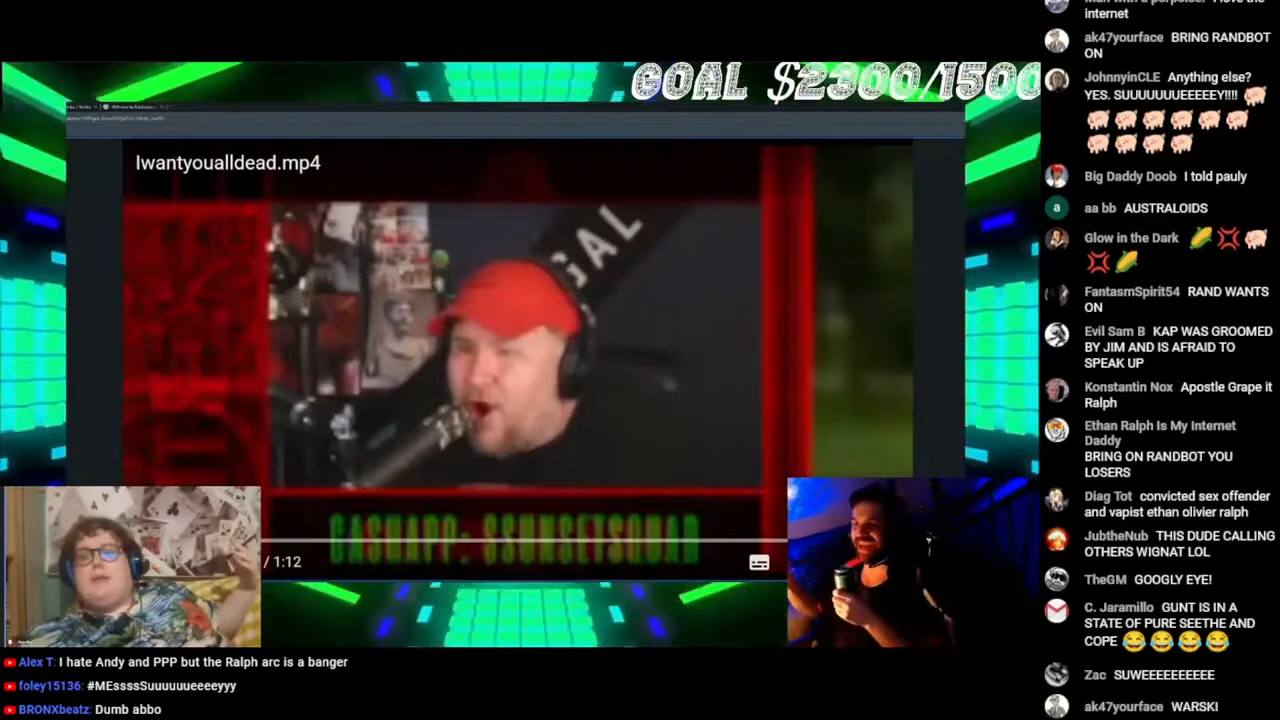 internet
ak47yourface BRING RANDBOT
ON
GOAL $2300/1500
JohnnyinCLE Anything else?
YES. SUUUUUUEEEEEY!!!!
Iwantyoualldead.mp4
Big Daddy Doob I told pauly
aa bb AUSTRALOIDS
a
GAL
Glow in the Dark
FantasmSpirit54 RAND WANTS
ON
Evil Sam B KAP WAS GROOMED
BY JIM AND IS AFRAID TO
SPEAK UP
Konstantin Nox Apostle Grape it
Ralph
Ethan Ralph Is My Internet
Daddy
BRING ON RANDBOT YOU
LOSERS
Diag Tot convicted sex offender
and vapist ethan olivier ralph
CASHAPP: $SUNSETSQUAD
JubtheNub THIS DUDE CALLING
OTHERS WIGNAT LOL
/ 1:12
TheGM GOOGLY EYE!
C. Jaramillo GUNT IS IN A
STATE OF PURE SEETHE AND
COPE
Zac SUWEEEEEEEEEE
ak47yourface WARSKI
Alex T: I hate Andy and PPP but the Ralph arc is a banger
foley15136: #MEssssSuuuuuueeeeyyy
BRONXbeatz: Dumb abbo